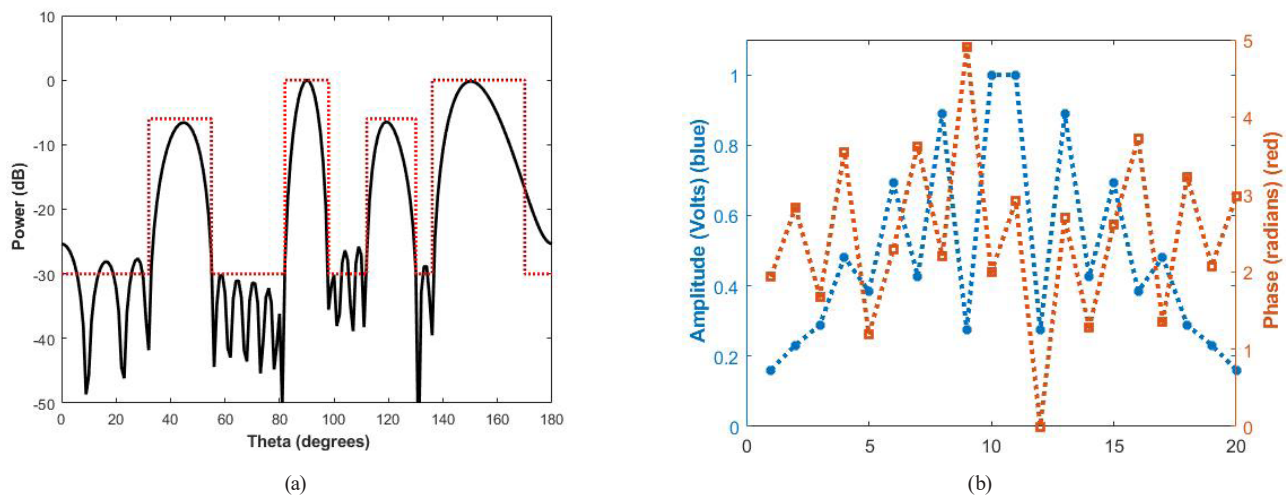 10
0
-10
-20
-30
-40
-50
Power (dB)
0 20 40 60 80 100 120 140 160 180
Theta (degrees)
(a)
1
0.8
0.6
0.4
0.2
0
Amplitude (Volts) (blue)
5
4
3
2
1
0
Phase (radians) (red)
0 5 10 15 20
(b)